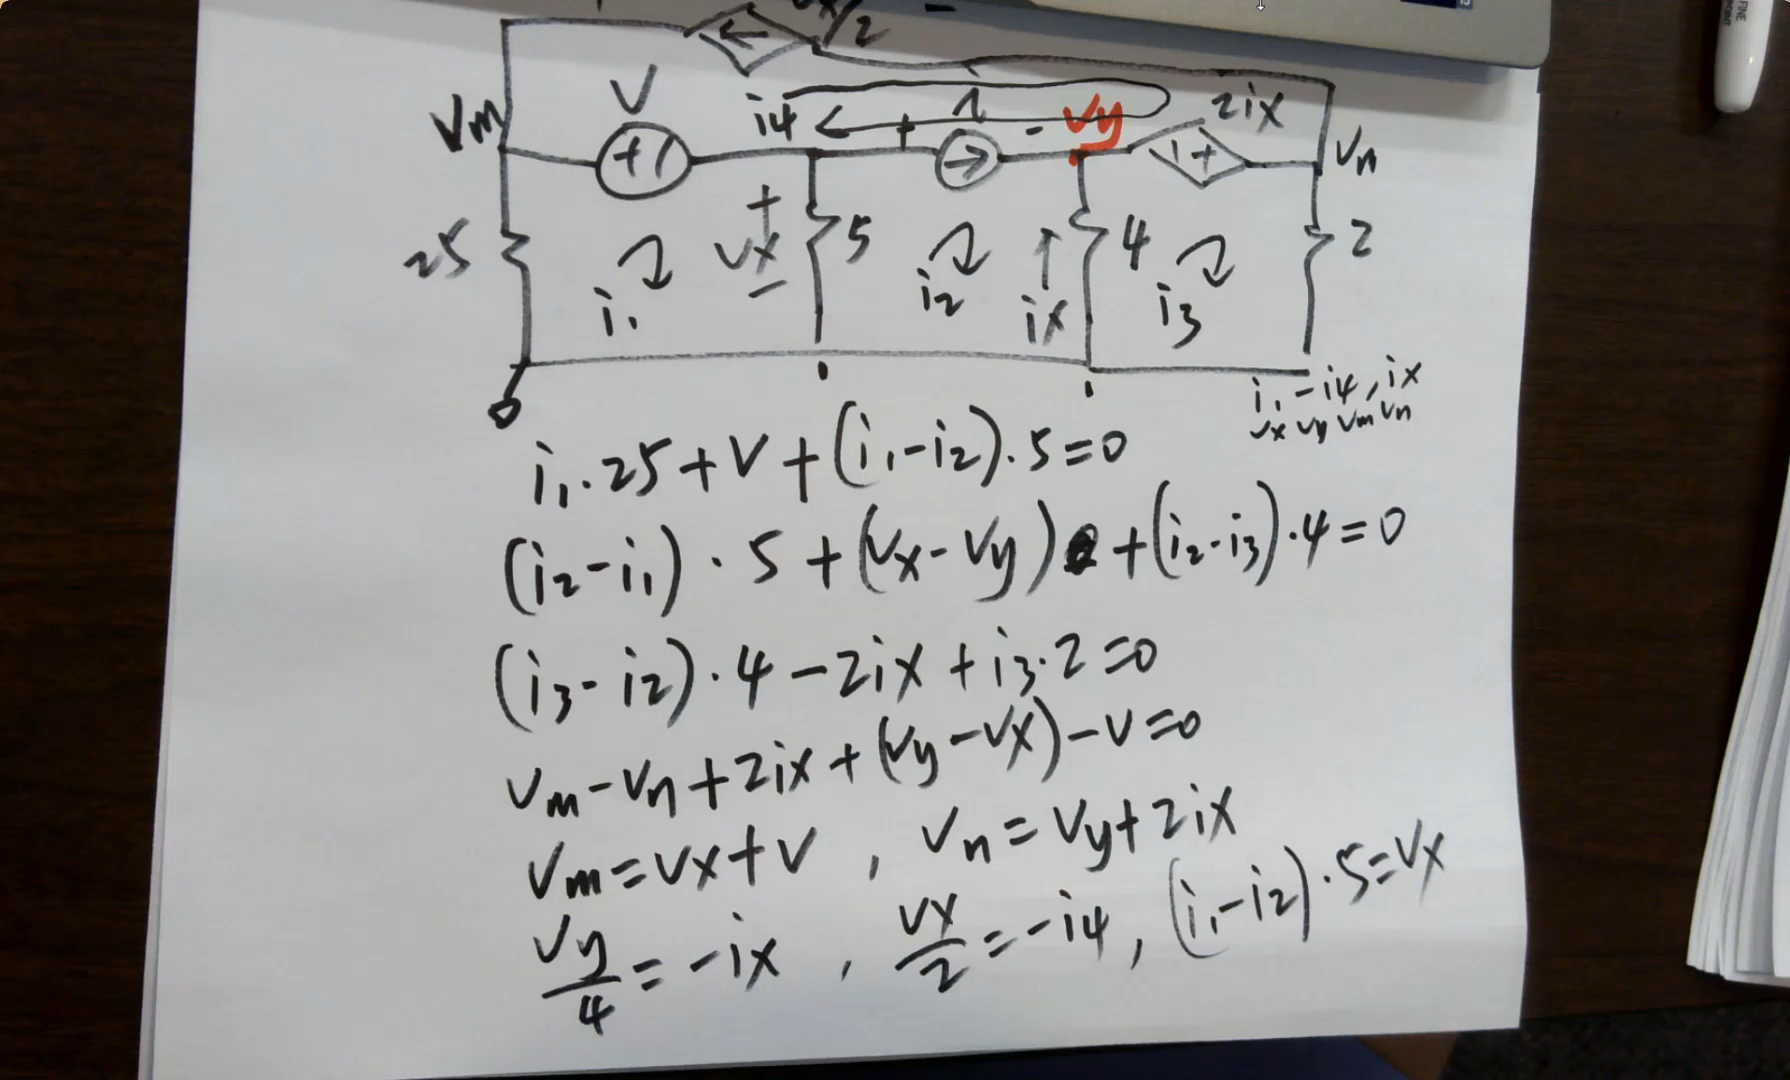 vx/2
V
Vm
i4
+
1
-
vy
2ix
Vn
+
vx
-
5
4
2
25
i1
i2
ix
i3
i1-i4, ix
vx vy vm vn
i1·25+V+(i1-i2)·5=0
(i2-i1)·5+(vx-vy)+(i2-i3)·4=0
(i3-i2)·4-2ix+i3·2=0
vm-vn+2ix+(vy-vx)-v=0
vm=vx+v, vn=vy+2ix
vy/4=-ix, vx/2=-i4, (i1-i2)·5=vx